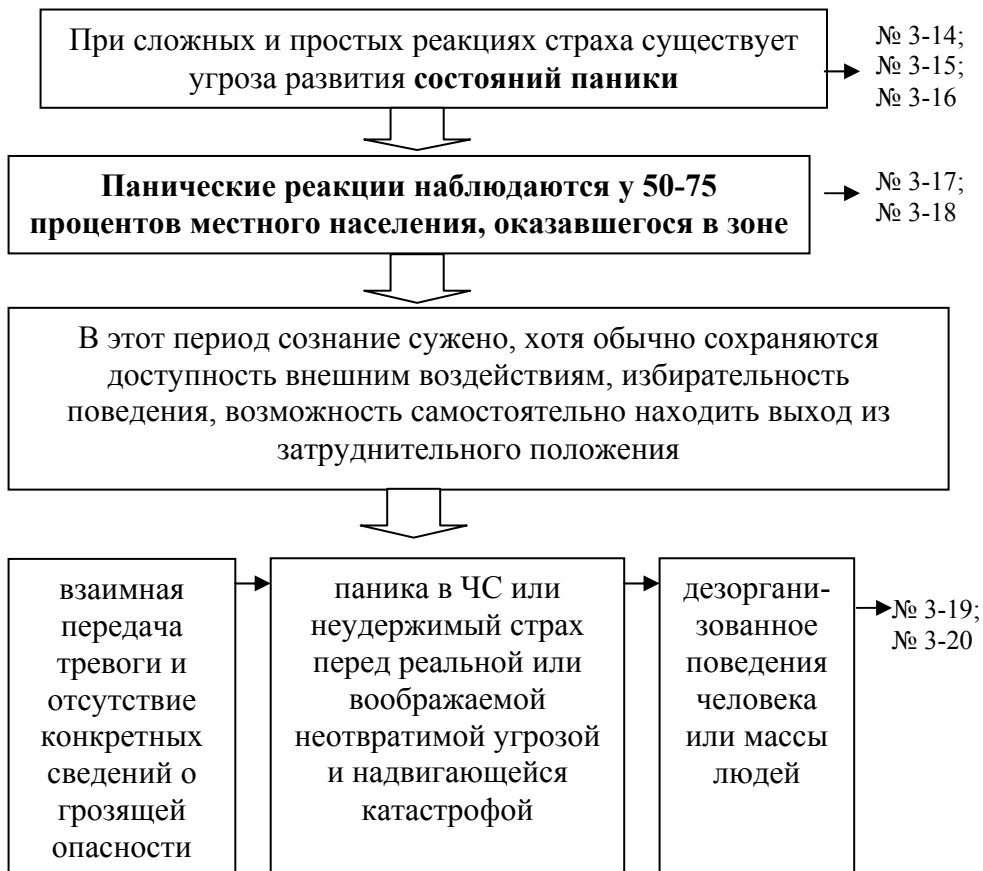 При сложных и простых реакциях страха существует
угроза развития состояний паники
№ 3-14;
№ 3-15;
№ 3-16
Панические реакции наблюдаются у 50-75
процентов местного населения, оказавшегося в зоне
№ 3-17;
№ 3-18
В этот период сознание сужено, хотя обычно сохраняются
доступность внешним воздействиям, избирательность
поведения, возможность самостоятельно находить выход из
затруднительного положения
взаимная
передача
тревоги и
отсутствие
конкретных
сведений о
грозящей
опасности
паника в ЧС или
неудержимый страх
перед реальной или
воображаемой
неотвратимой угрозой
и надвигающейся
катастрофой
дезоргани-
зованное
поведения
человека
или массы
людей
№ 3-19;
№ 3-20